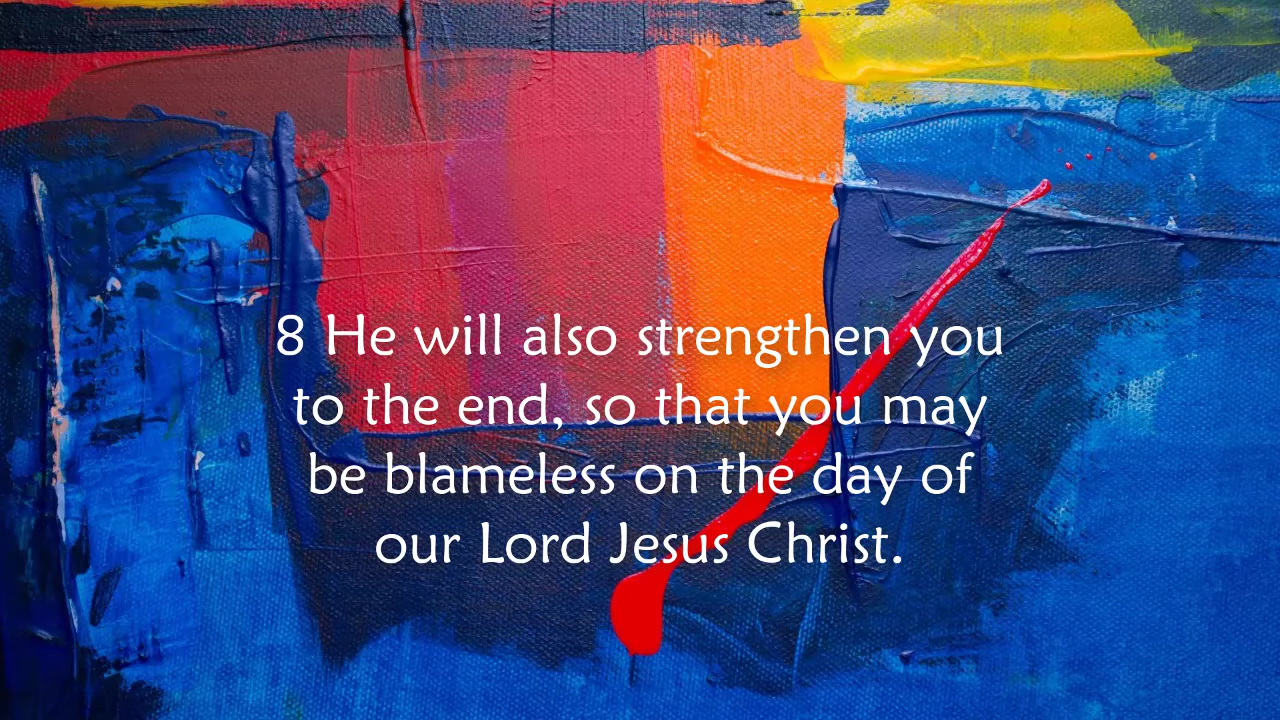 8 He will also strengthen you
to the end, so that you may
be blameless on the day of
our Lord Jesus Christ.